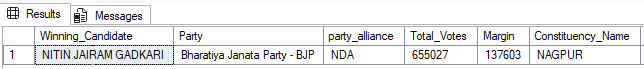 Results Messages
Winning_Candidate Party party_alliance Total_Votes Margin Constituency_Name
1 NITIN JAIRAM GADKARI Bharatiya Janata Party - BJP NDA 655027 137603 NAGPUR